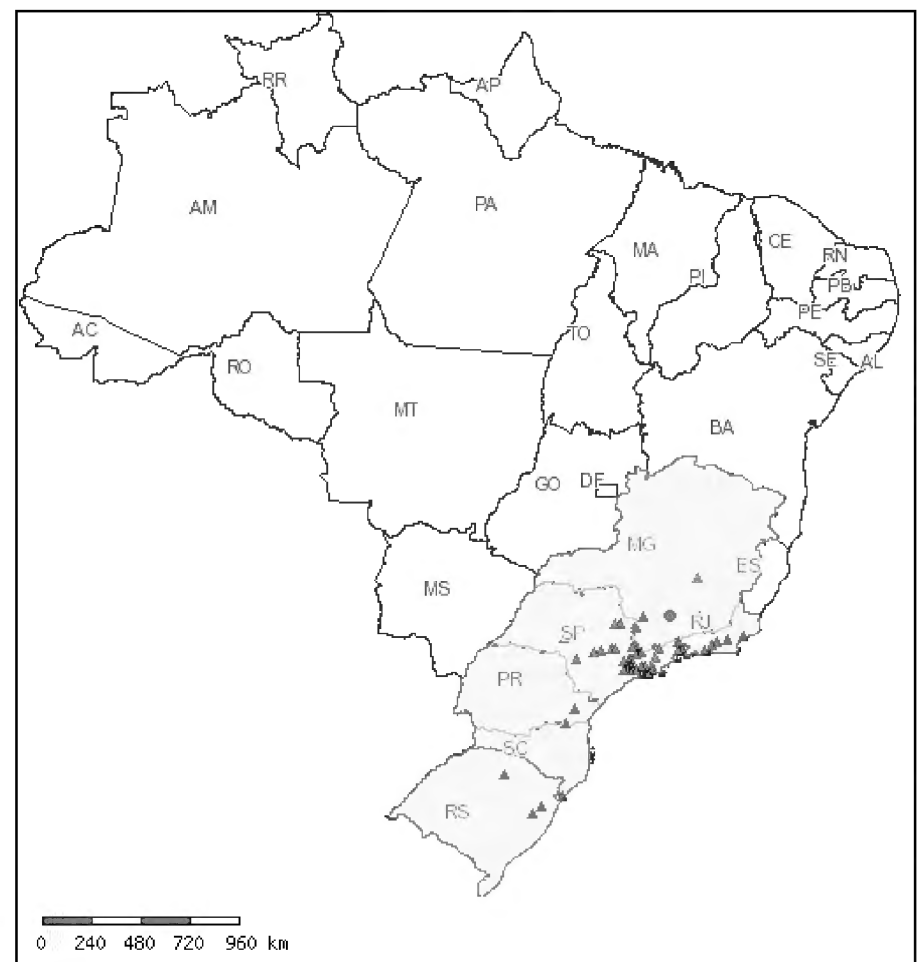 RR
AP
AM
PA
MA
CE
RN
PI
PB
PE
AC
TO
SE
AL
RO
MT
BA
GO
DF
MG
ES
MS
RJ
SP
PR
SC
RS
0 240 480 720 960 km